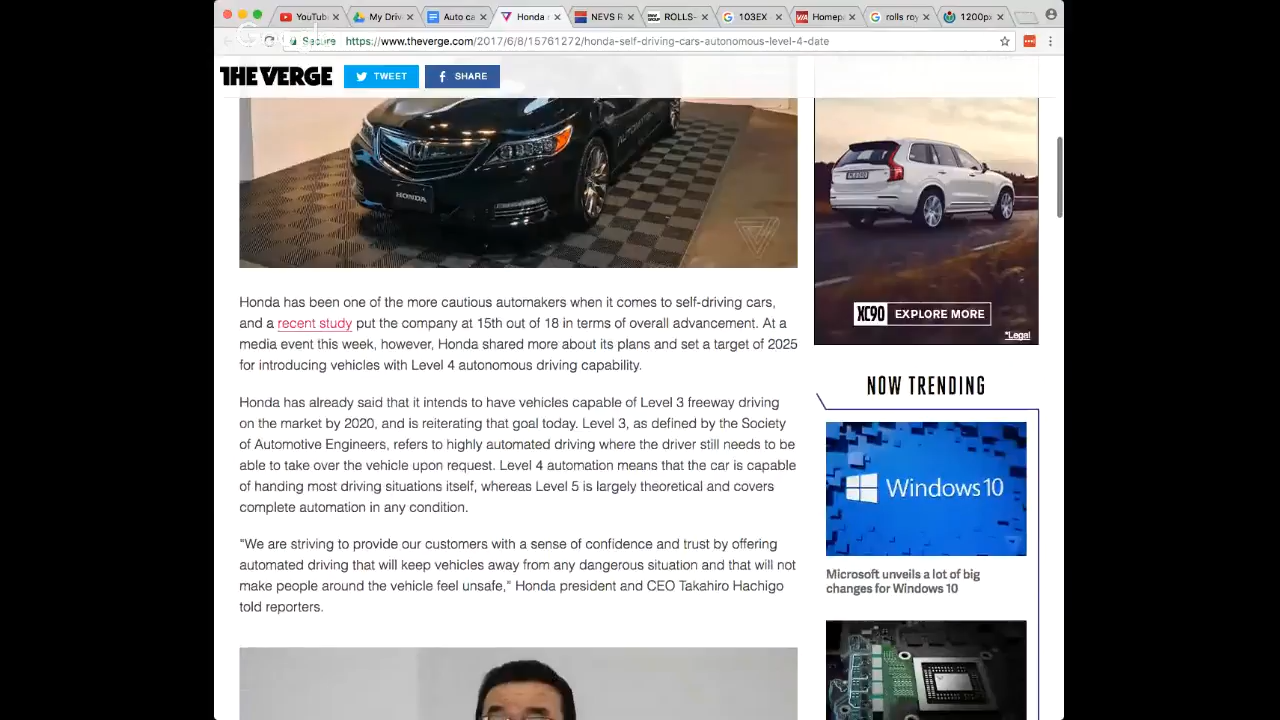 YouTub
My Driv
Auto ca
Honda s
NEVS R
ROLLS-
103EX
Homep
rolls roy
1200px
Secure https://www.theverge.com/2017/6/8/15761272/honda-self-driving-cars-autonomous-level-4-date
THE VERGE
TWEET
SHARE
HONDA
Honda has been one of the more cautious automakers when it comes to self-driving cars,
and a recent study put the company at 15th out of 18 in terms of overall advancement. At a
media event this week, however, Honda shared more about its plans and set a target of 2025
for introducing vehicles with Level 4 autonomous driving capability.
Honda has already said that it intends to have vehicles capable of Level 3 freeway driving
on the market by 2020, and is reiterating that goal today. Level 3, as defined by the Society
of Automotive Engineers, refers to highly automated driving where the driver still needs to be
able to take over the vehicle upon request. Level 4 automation means that the car is capable
of handing most driving situations itself, whereas Level 5 is largely theoretical and covers
complete automation in any condition.
"We are striving to provide our customers with a sense of confidence and trust by offering
automated driving that will keep vehicles away from any dangerous situation and that will not
make people around the vehicle feel unsafe," Honda president and CEO Takahiro Hachigo
told reporters.
XC90 EXPLORE MORE
*Legal
NOW TRENDING
Windows 10
Microsoft unveils a lot of big
changes for Windows 10